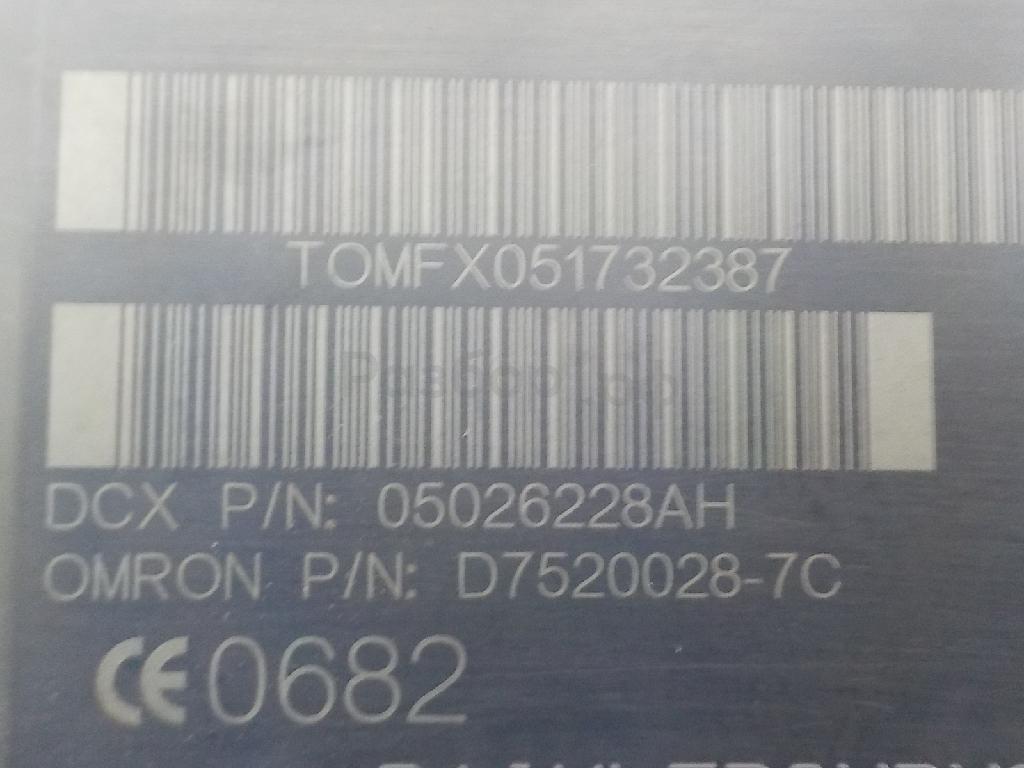 TOMFX051732387
DCX P/N: 05026228AH
OMRON P/N: D7520028-7C
CE0682